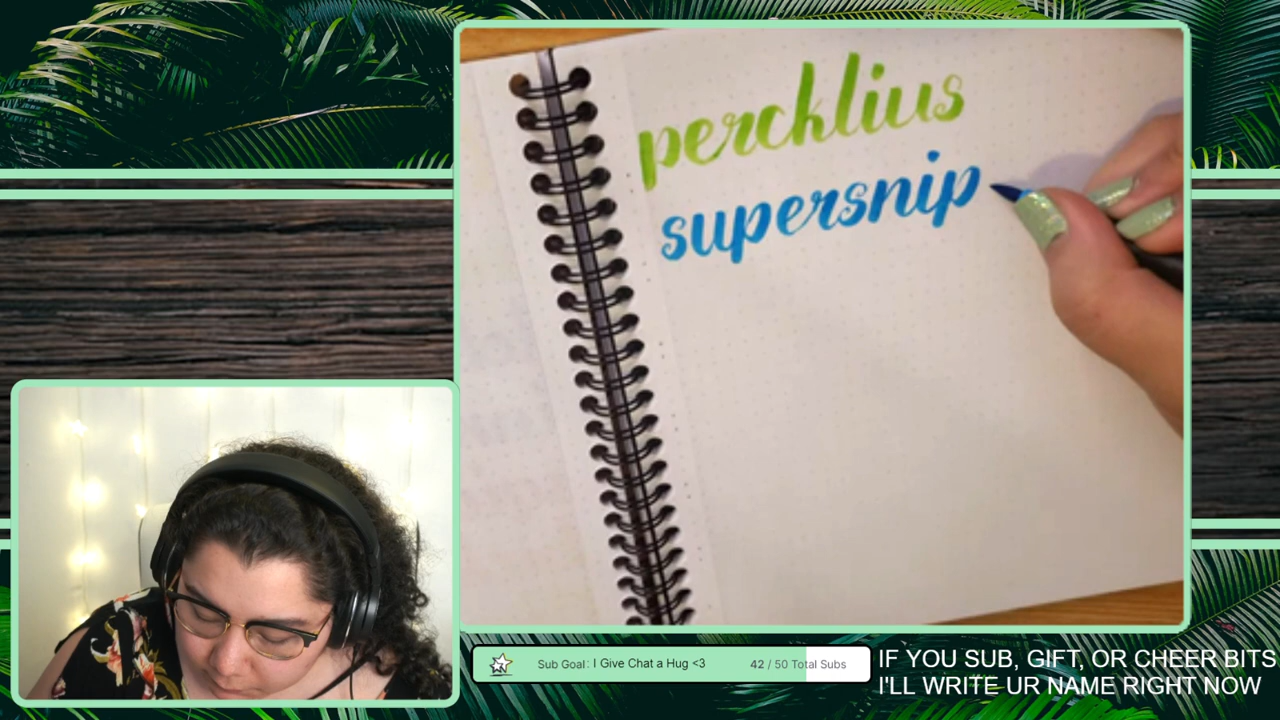 percklius
supersnip
Sub Goal: I Give Chat a Hug <3
42 / 50 Total Subs
IF YOU SUB, GIFT, OR CHEER BITS
I'LL WRITE UR NAME RIGHT NOW